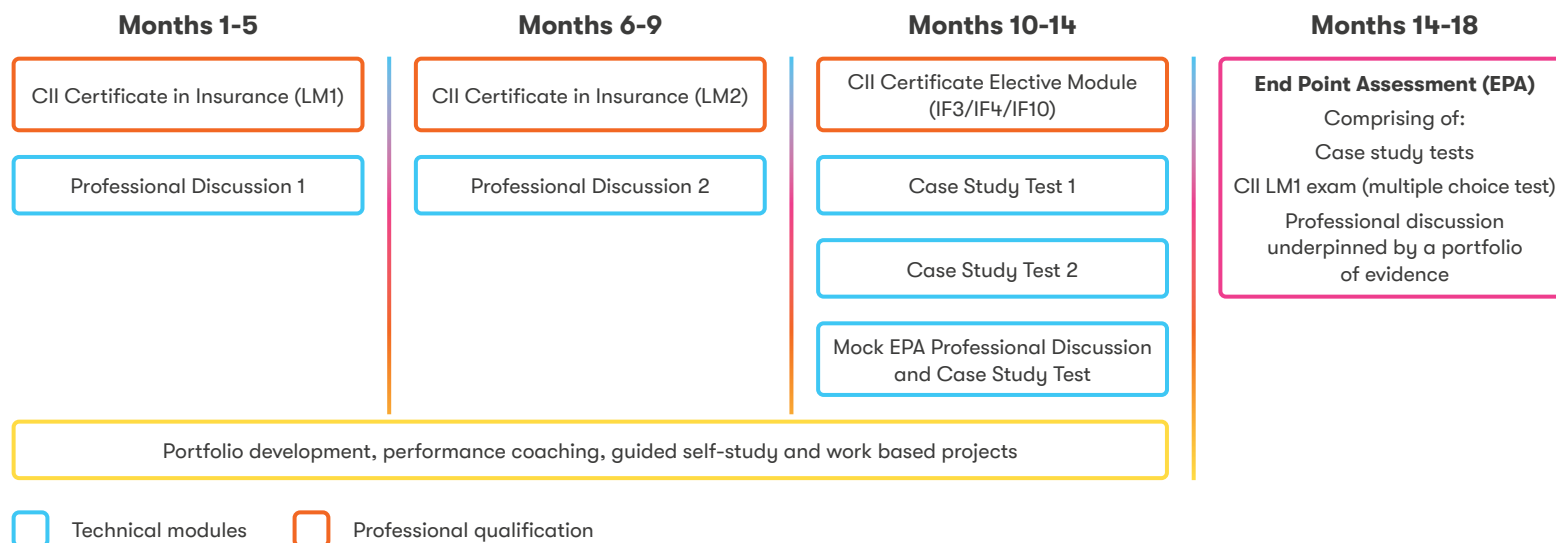 Months 1-5
Months 6-9
Months 10-14
Months 14-18
CII Certificate in Insurance (LM1)
CII Certificate in Insurance (LM2)
CII Certificate Elective Module
(IF3/IF4/IF10)
End Point Assessment (EPA)
Comprising of:
Case study tests
CII LM1 exam (multiple choice test)
Professional discussion
underpinned by a portfolio
of evidence
Professional Discussion 1
Professional Discussion 2
Case Study Test 1
Case Study Test 2
Mock EPA Professional Discussion
and Case Study Test
Portfolio development, performance coaching, guided self-study and work based projects
Technical modules
Professional qualification